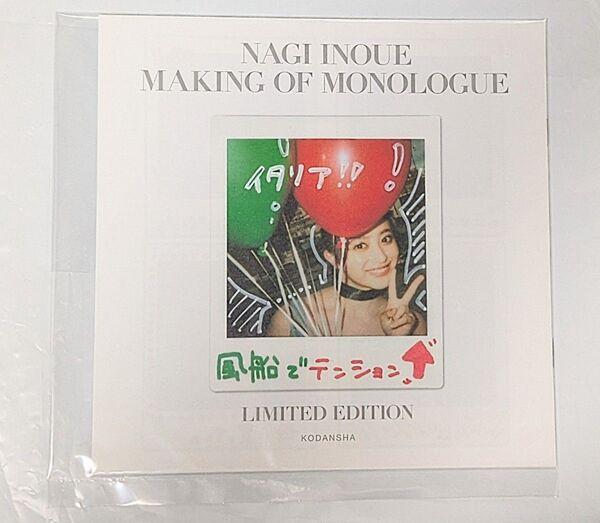 NAGI INOUE
MAKING OF MONOLOGUE
イタリア!!
風船でテンション
LIMITED EDITION
KODANSHA